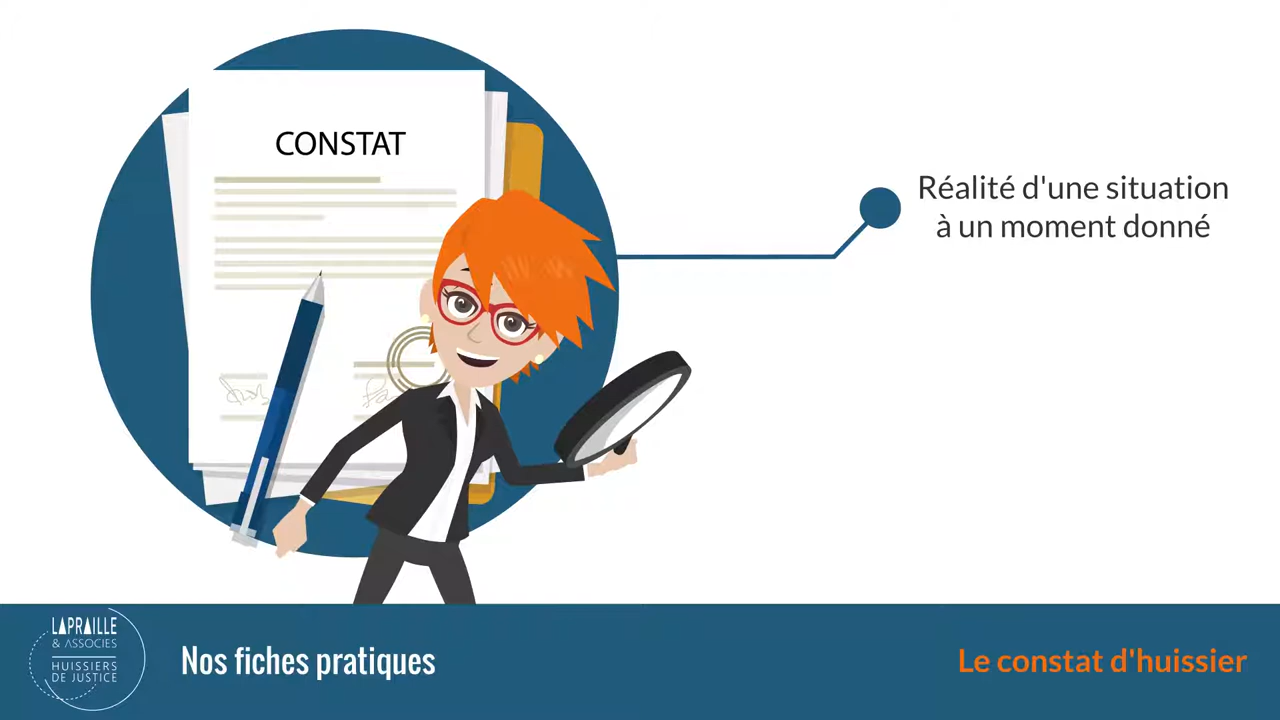 CONSTAT
Réalité d'une situation
à un moment donné
LAPRAILLE
& ASSOCIES
HUISSIERS
DE JUSTICE
Nos fiches pratiques
Le constat d'huissier